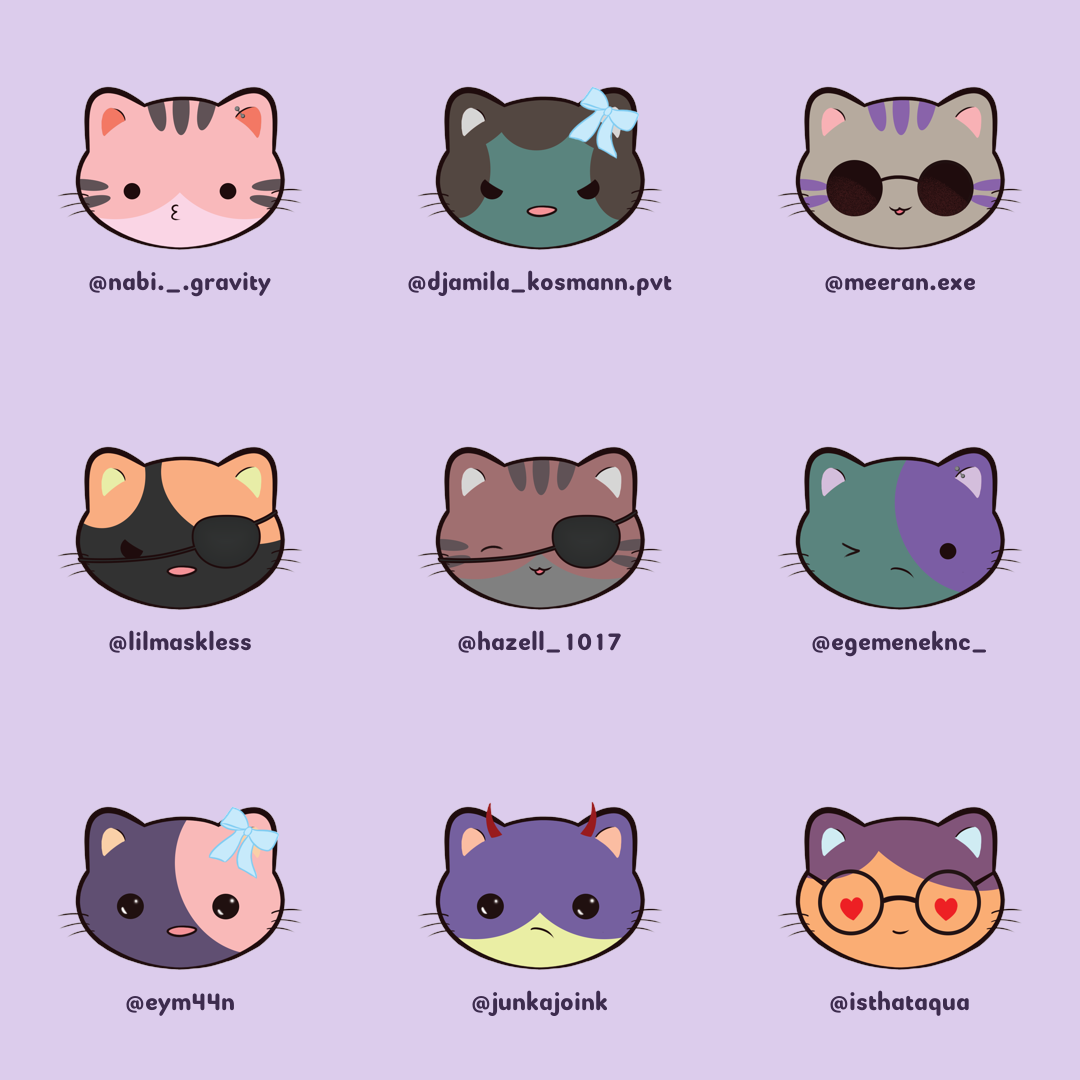 @nabi._.gravity
@djamila_kosmann.pvt
@meeran.exe
@lilmaskless
@hazell_1017
@egemeneknc_
@eym44n
@junkajoink
@isthataqua